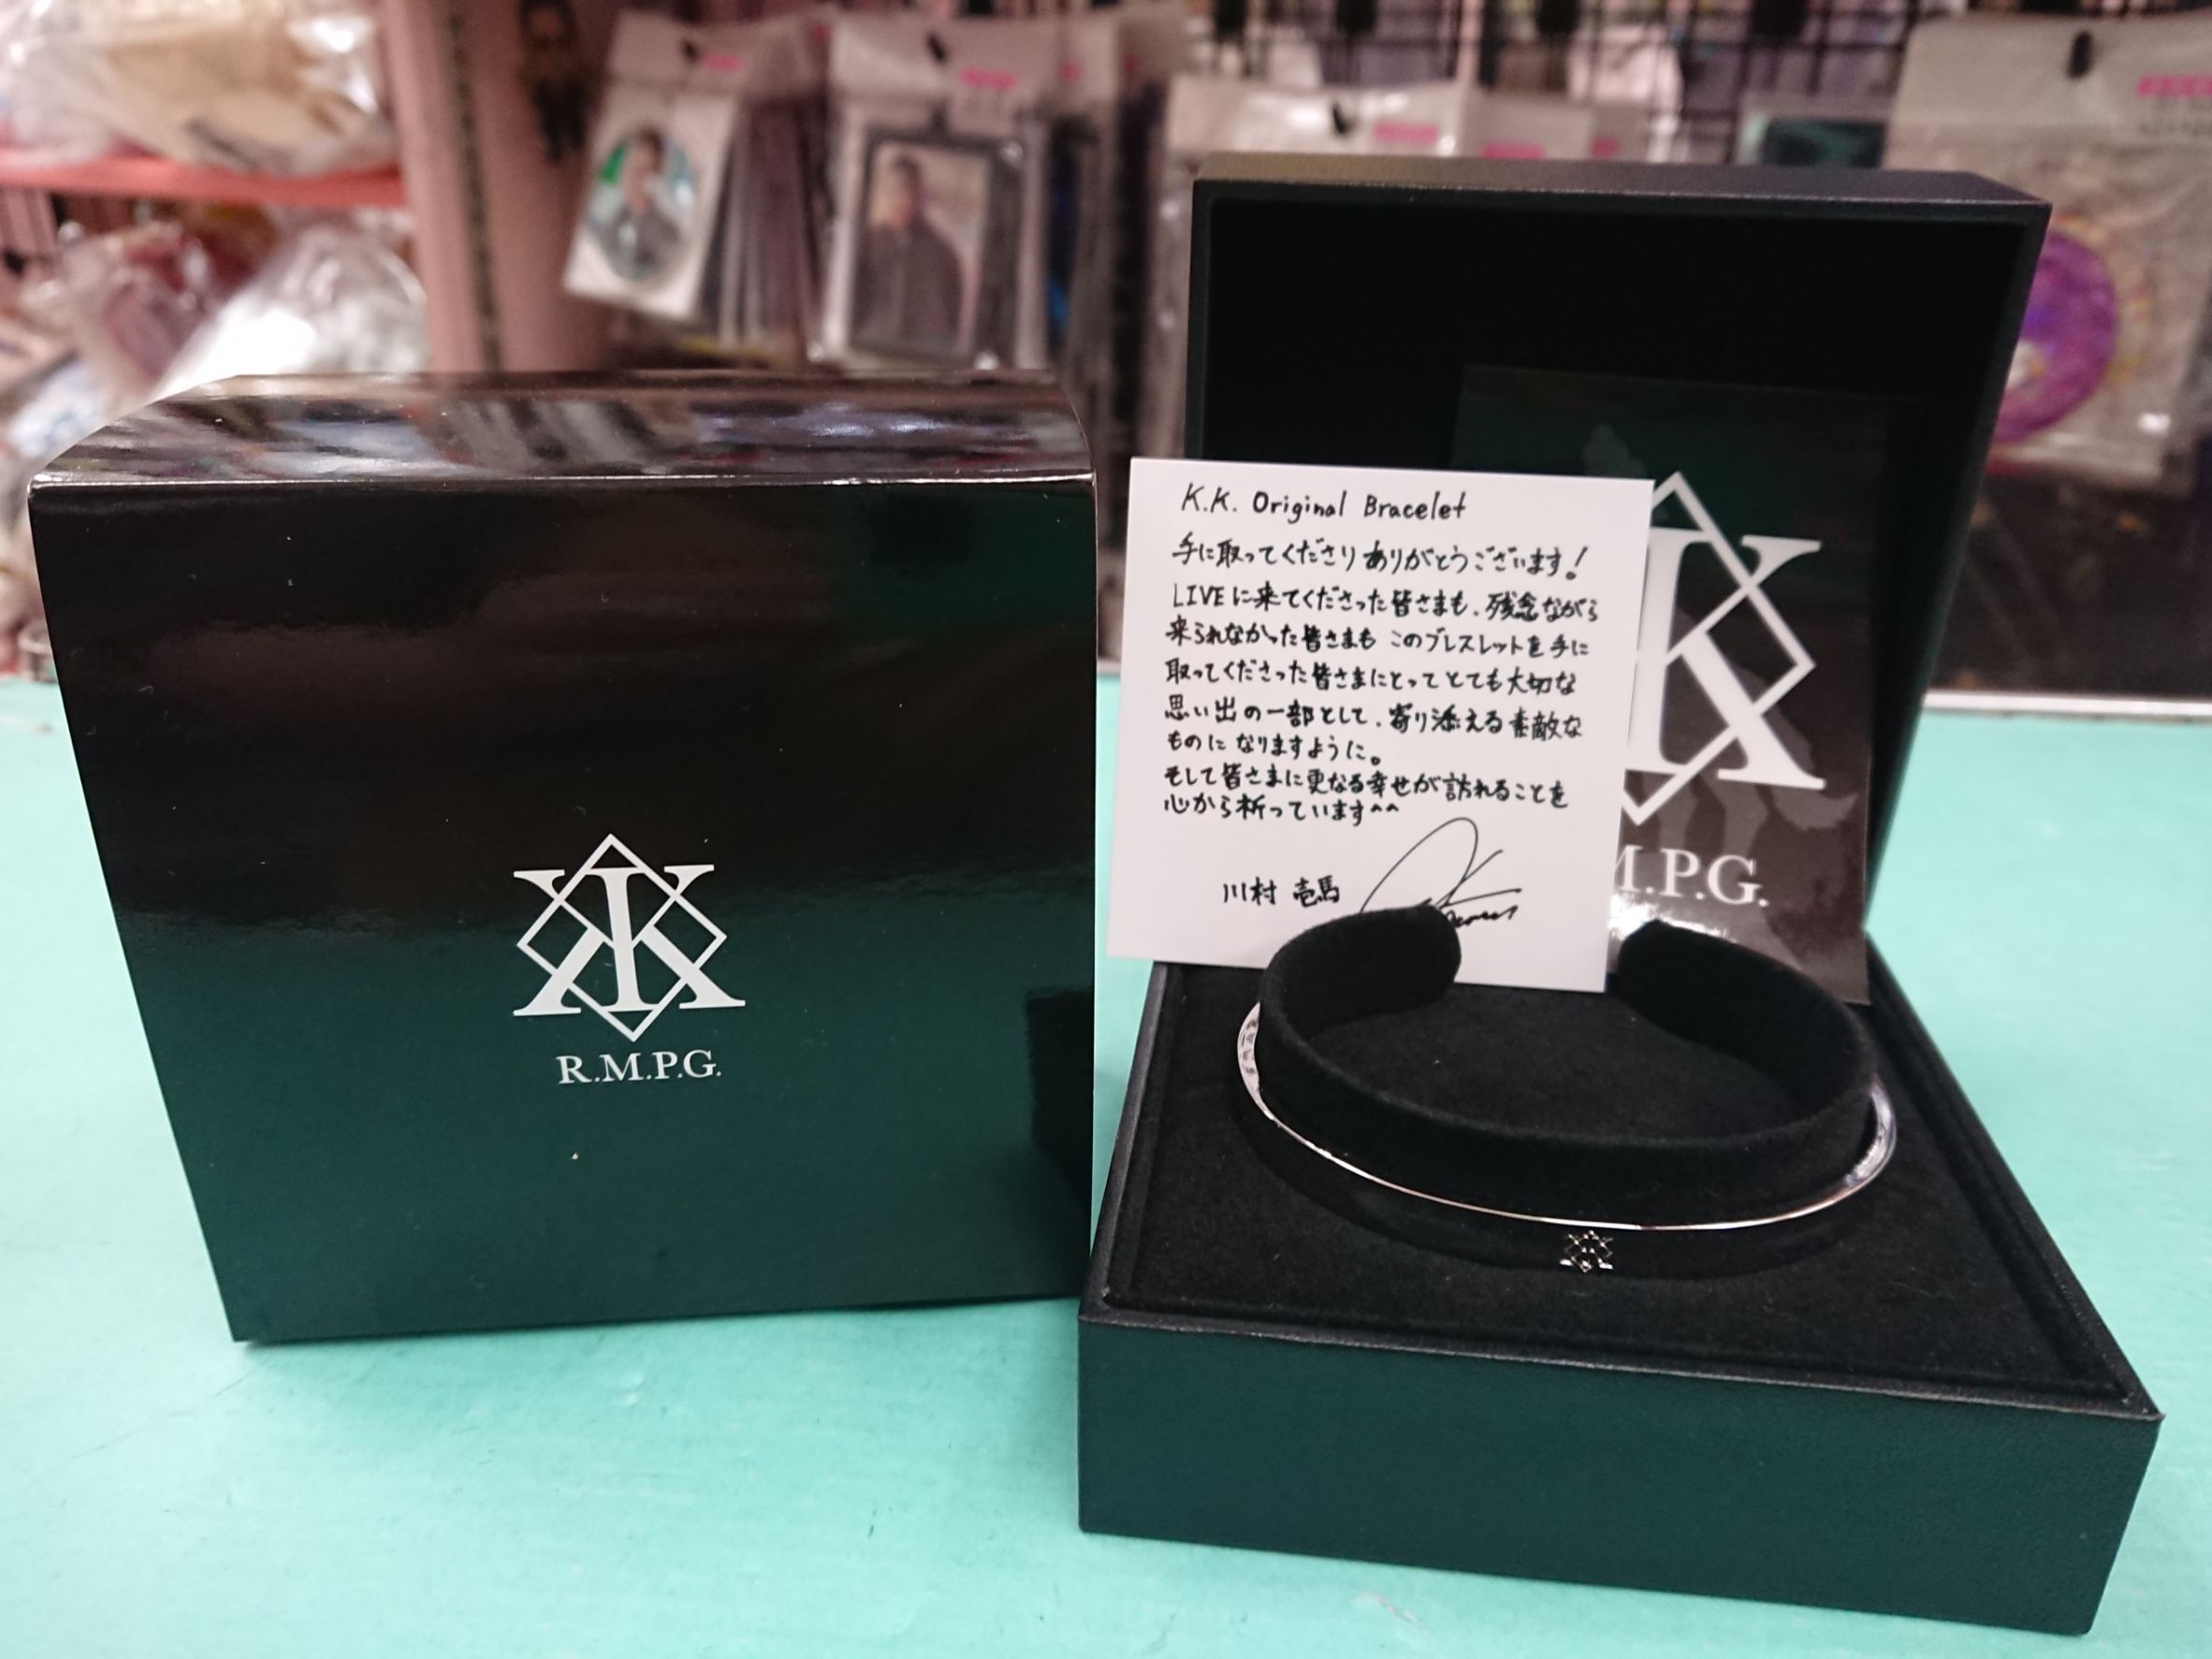 R.M.P.G.
K.K. Original Bracelet
手に取ってくださり ありがとうございます!
LIVEに来てくださった皆さまも、残念ながら
来られなかった皆さまも このブレスレットを手に
取ってくださった皆さまにとって とても大切な
思い出の一部として、寄り添える素敵な
ものに なりますように。
そして皆さまに更なる幸せが訪れることを
心から祈っています^^
川村 壱馬
M.P.G.